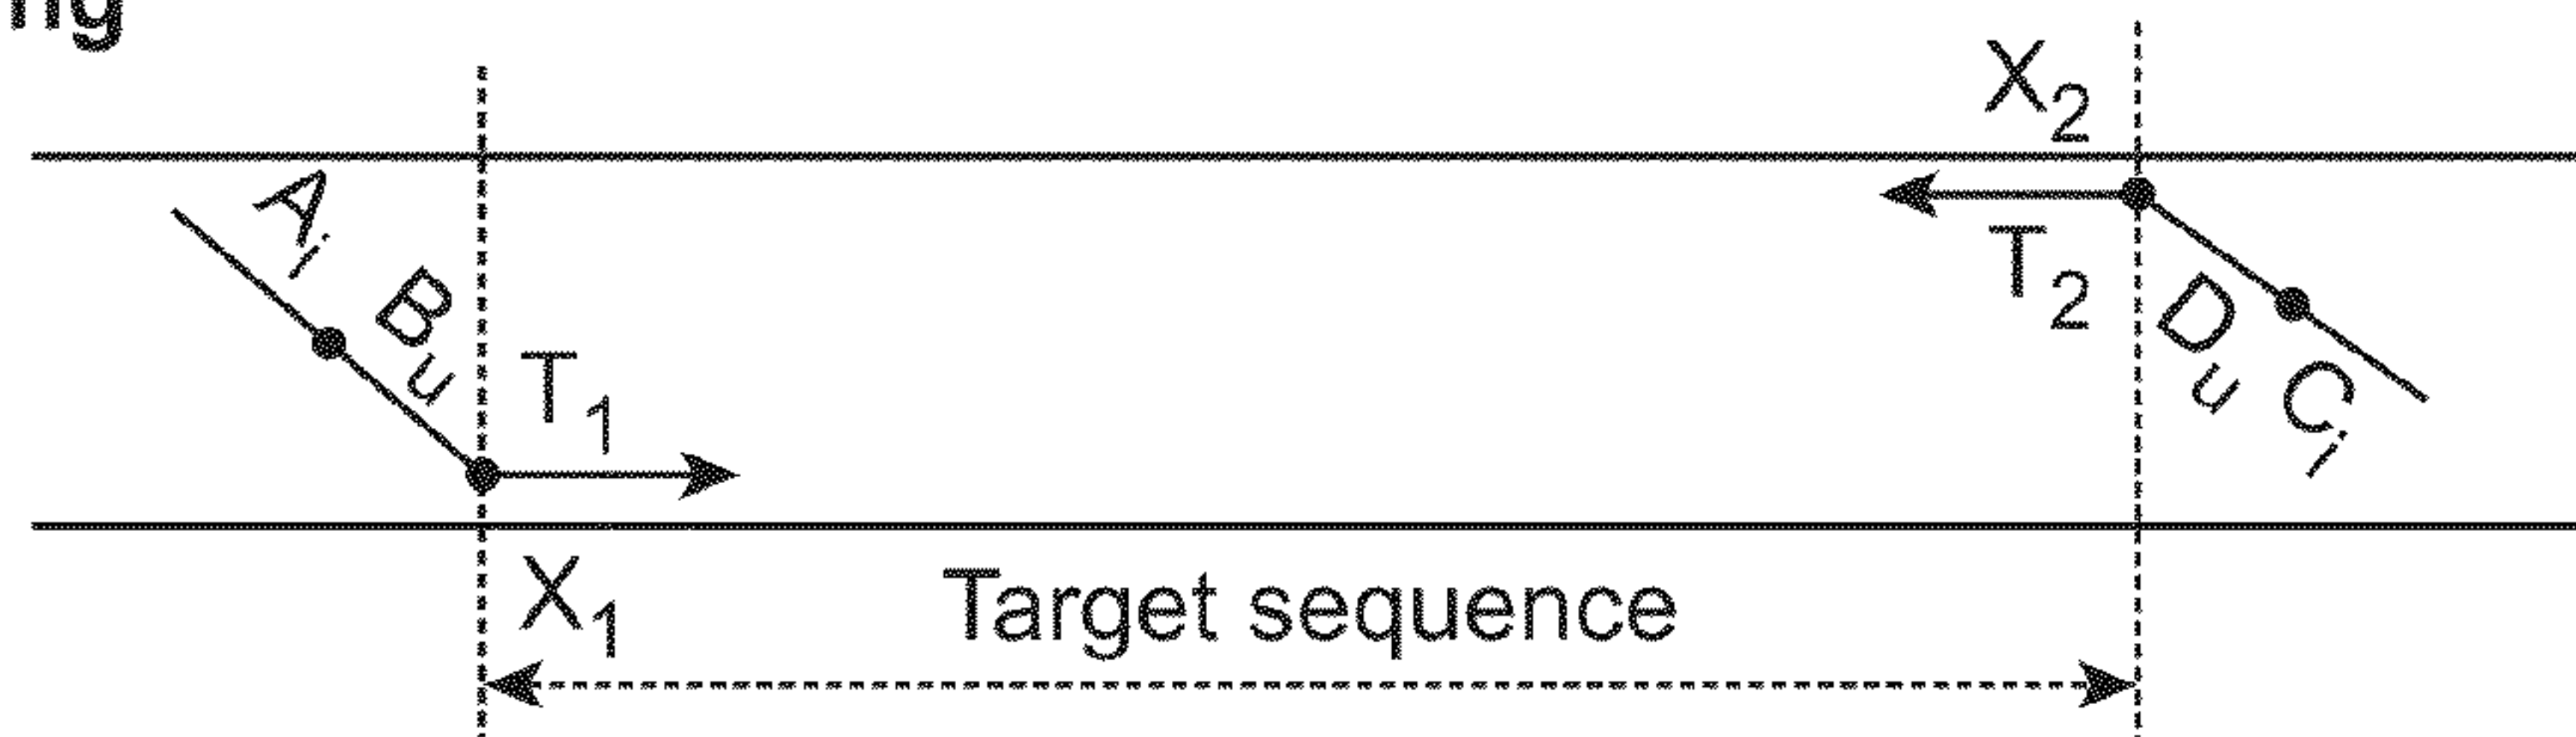 X2
Ai Bu
T1
T2
Du Ci
X1
Target sequence